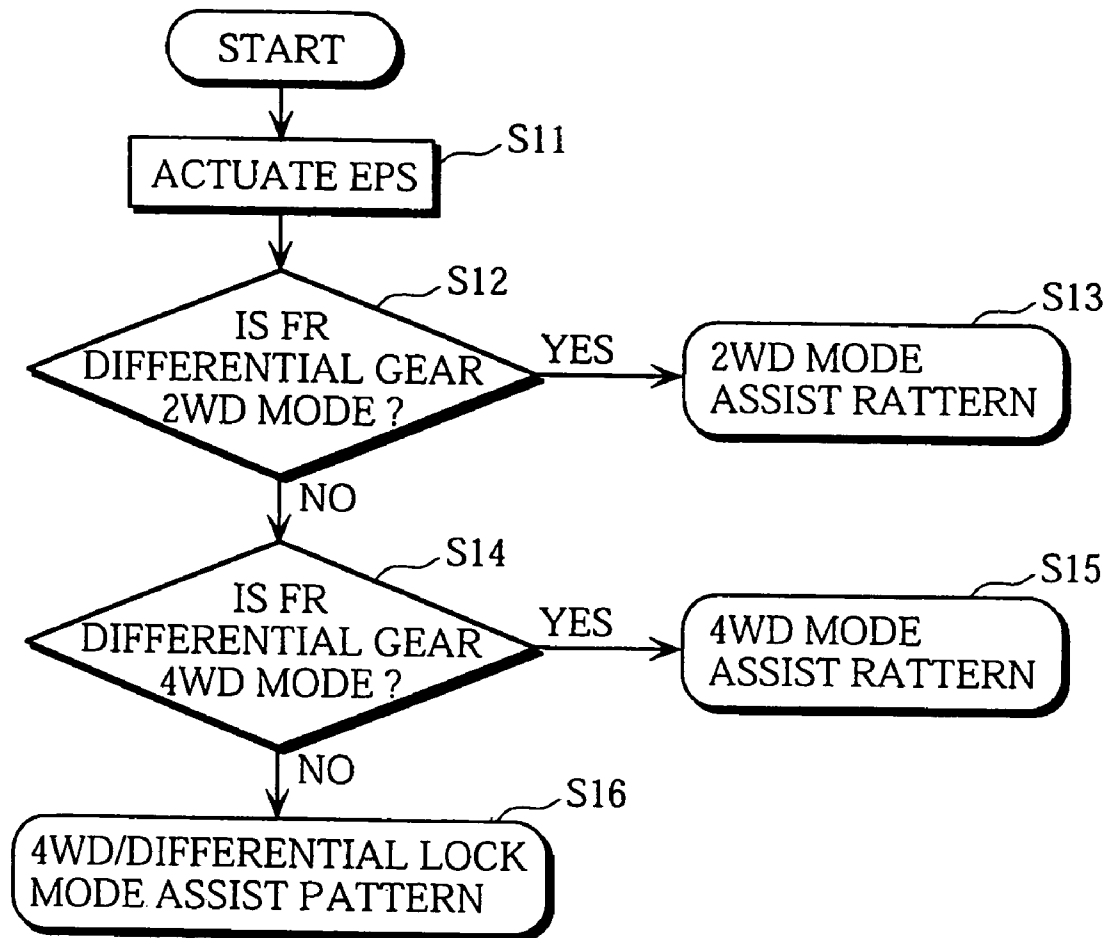 START
S11
ACTUATE EPS
S12
IS FR
DIFFERENTIAL GEAR
2WD MODE ?
YES
S13
2WD MODE
ASSIST RATTERN
NO
S14
IS FR
DIFFERENTIAL GEAR
4WD MODE ?
YES
S15
4WD MODE
ASSIST RATTERN
NO
S16
4WD/DIFFERENTIAL LOCK
MODE ASSIST PATTERN